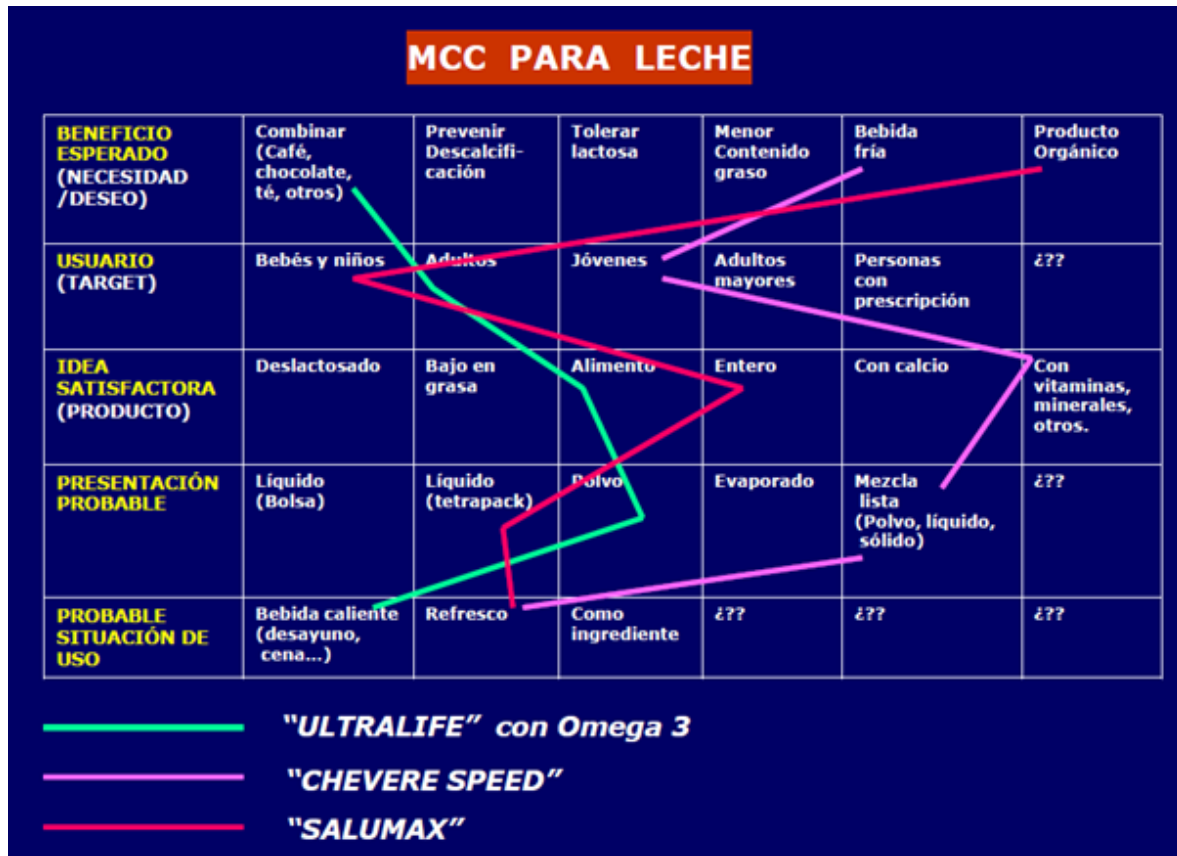 MCC PARA LECHE
BENEFICIO
ESPERADO
(NECESIDAD
/DESEO)
Combinar
(Café,
chocolate,
té, otros)
Prevenir
Descalcifi-
cación
Tolerar
lactosa
Menor
Contenido
graso
Bebida
fría
Producto
Orgánico
USUARIO
(TARGET)
Bebés y niños
Adultos
Jóvenes
Adultos
mayores
Personas
con
prescripción
¿??
IDEA
SATISFACTORA
(PRODUCTO)
Deslactosado
Bajo en
grasa
Alimento
Entero
Con calcio
Con
vitaminas,
minerales,
otros.
PRESENTACIÓN
PROBABLE
Líquido
(Bolsa)
Líquido
(tetrapack)
Polvo
Evaporado
Mezcla
lista
(Polvo, líquido,
sólido)
¿??
PROBABLE
SITUACIÓN DE
USO
Bebida caliente
(desayuno,
cena...)
Refresco
Como
ingrediente
¿??
¿??
¿??
“ULTRALIFE” con Omega 3
“CHEVERE SPEED”
“SALUMAX”